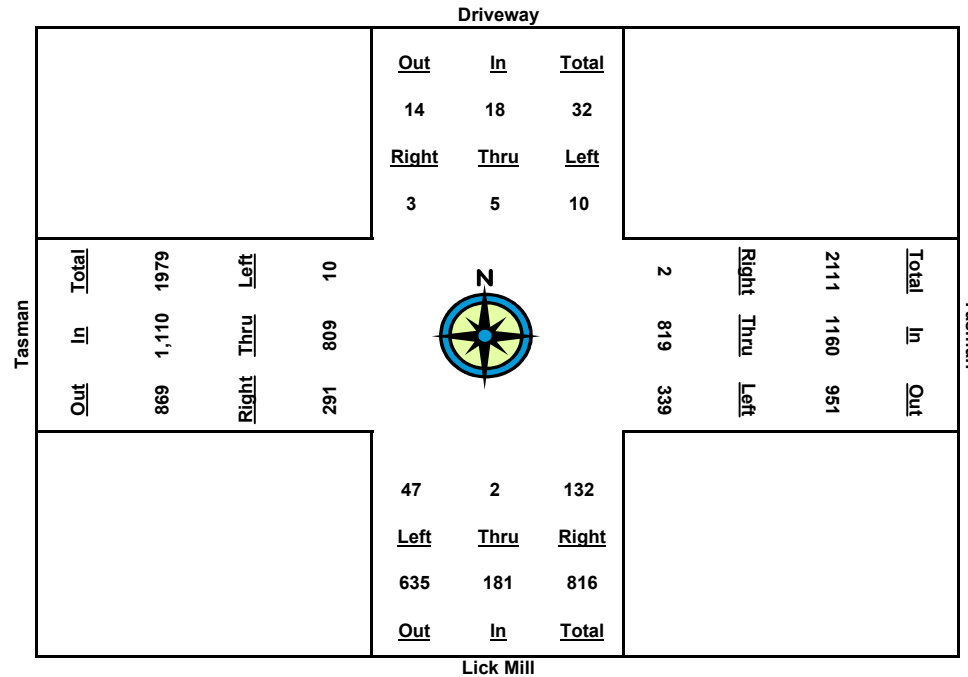 Driveway
Out In Total
14 18 32
Right Thru Left
3 5 10
Tasman
Total In Out
1979 1,110 869
Left Thru Right
10 809 291
N
2 819 339
Right Thru Left
2111 1160 951
Total In Out
47 2 132
Left Thru Right
635 181 816
Out In Total
Lick Mill